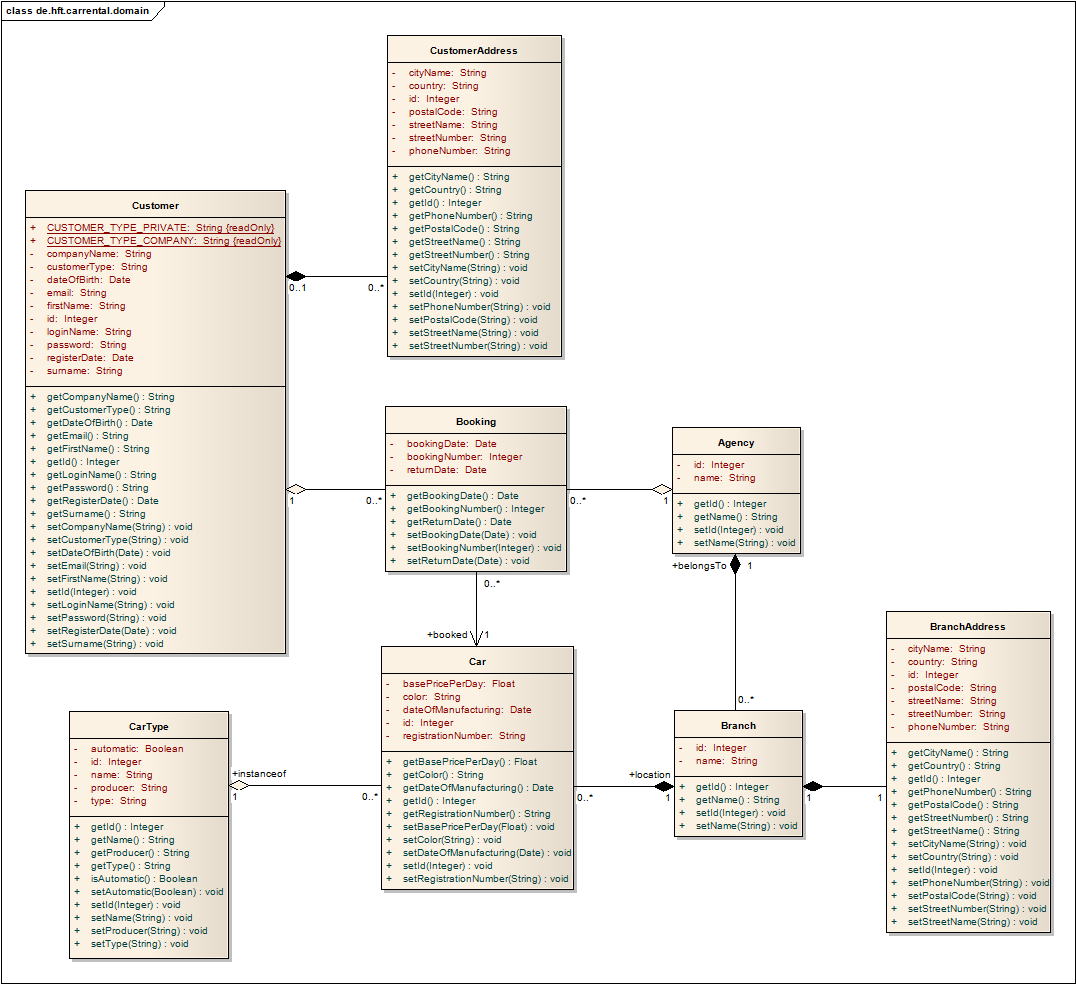 class de.hft.carrental.domain
CustomerAddress
- cityName: String
- country: String
- id: Integer
- postalCode: String
- streetName: String
- streetNumber: String
- phoneNumber: String
+ getCityName() : String
+ getCountry() : String
+ getId() : Integer
+ getPhoneNumber() : String
+ getPostalCode() : String
+ getStreetName() : String
+ getStreetNumber() : String
+ setCityName(String) : void
+ setCountry(String) : void
+ setId(Integer) : void
+ setPhoneNumber(String) : void
+ setPostalCode(String) : void
+ setStreetName(String) : void
+ setStreetNumber(String) : void
Customer
+ CUSTOMER_TYPE_PRIVATE: String {readOnly}
+ CUSTOMER_TYPE_COMPANY: String {readOnly}
- companyName: String
- customerType: String
- dateOfBirth: Date
- email: String
- firstName: String
- id: Integer
- loginName: String
- password: String
- registerDate: Date
- surname: String
+ getCompanyName() : String
+ getCustomerType() : String
+ getDateOfBirth() : Date
+ getEmail() : String
+ getFirstName() : String
+ getId() : Integer
+ getLoginName() : String
+ getPassword() : String
+ getRegisterDate() : Date
+ getSurname() : String
+ setCompanyName(String) : void
+ setCustomerType(String) : void
+ setDateOfBirth(Date) : void
+ setEmail(String) : void
+ setFirstName(String) : void
+ setId(Integer) : void
+ setLoginName(String) : void
+ setPassword(String) : void
+ setRegisterDate(Date) : void
+ setSurname(String) : void
0..1
0..*
Booking
- bookingDate: Date
- bookingNumber: Integer
- returnDate: Date
+ getBookingDate() : Date
+ getBookingNumber() : Integer
+ getReturnDate() : Date
+ setBookingDate(Date) : void
+ setBookingNumber(Integer) : void
+ setReturnDate(Date) : void
1
0..*
0..*
1
Agency
- id: Integer
- name: String
+ getId() : Integer
+ getName() : String
+ setId(Integer) : void
+ setName(String) : void
+belongsTo
1
0..*
0..*
+booked
1
Car
- basePricePerDay: Float
- color: String
- dateOfManufacturing: Date
- id: Integer
- registrationNumber: String
+ getBasePricePerDay() : Float
+ getColor() : String
+ getDateOfManufacturing() : Date
+ getId() : Integer
+ getRegistrationNumber() : String
+ setBasePricePerDay(Float) : void
+ setColor(String) : void
+ setDateOfManufacturing(Date) : void
+ setId(Integer) : void
+ setRegistrationNumber(String) : void
CarType
- automatic: Boolean
- id: Integer
- name: String
- producer: String
- type: String
+ getId() : Integer
+ getName() : String
+ getProducer() : String
+ getType() : String
+ isAutomatic() : Boolean
+ setAutomatic(Boolean) : void
+ setId(Integer) : void
+ setName(String) : void
+ setProducer(String) : void
+ setType(String) : void
+instanceof
1
0..*
+location
0..*
1
Branch
- id: Integer
- name: String
+ getId() : Integer
+ getName() : String
+ setId(Integer) : void
+ setName(String) : void
1
1
BranchAddress
- cityName: String
- country: String
- id: Integer
- postalCode: String
- streetName: String
- streetNumber: String
- phoneNumber: String
+ getCityName() : String
+ getCountry() : String
+ getId() : Integer
+ getPhoneNumber() : String
+ getPostalCode() : String
+ getStreetNumber() : String
+ getStreetName() : String
+ setCityName(String) : void
+ setCountry(String) : void
+ setId(Integer) : void
+ setPhoneNumber(String) : void
+ setPostalCode(String) : void
+ setStreetNumber(String) : void
+ setStreetName(String) : void